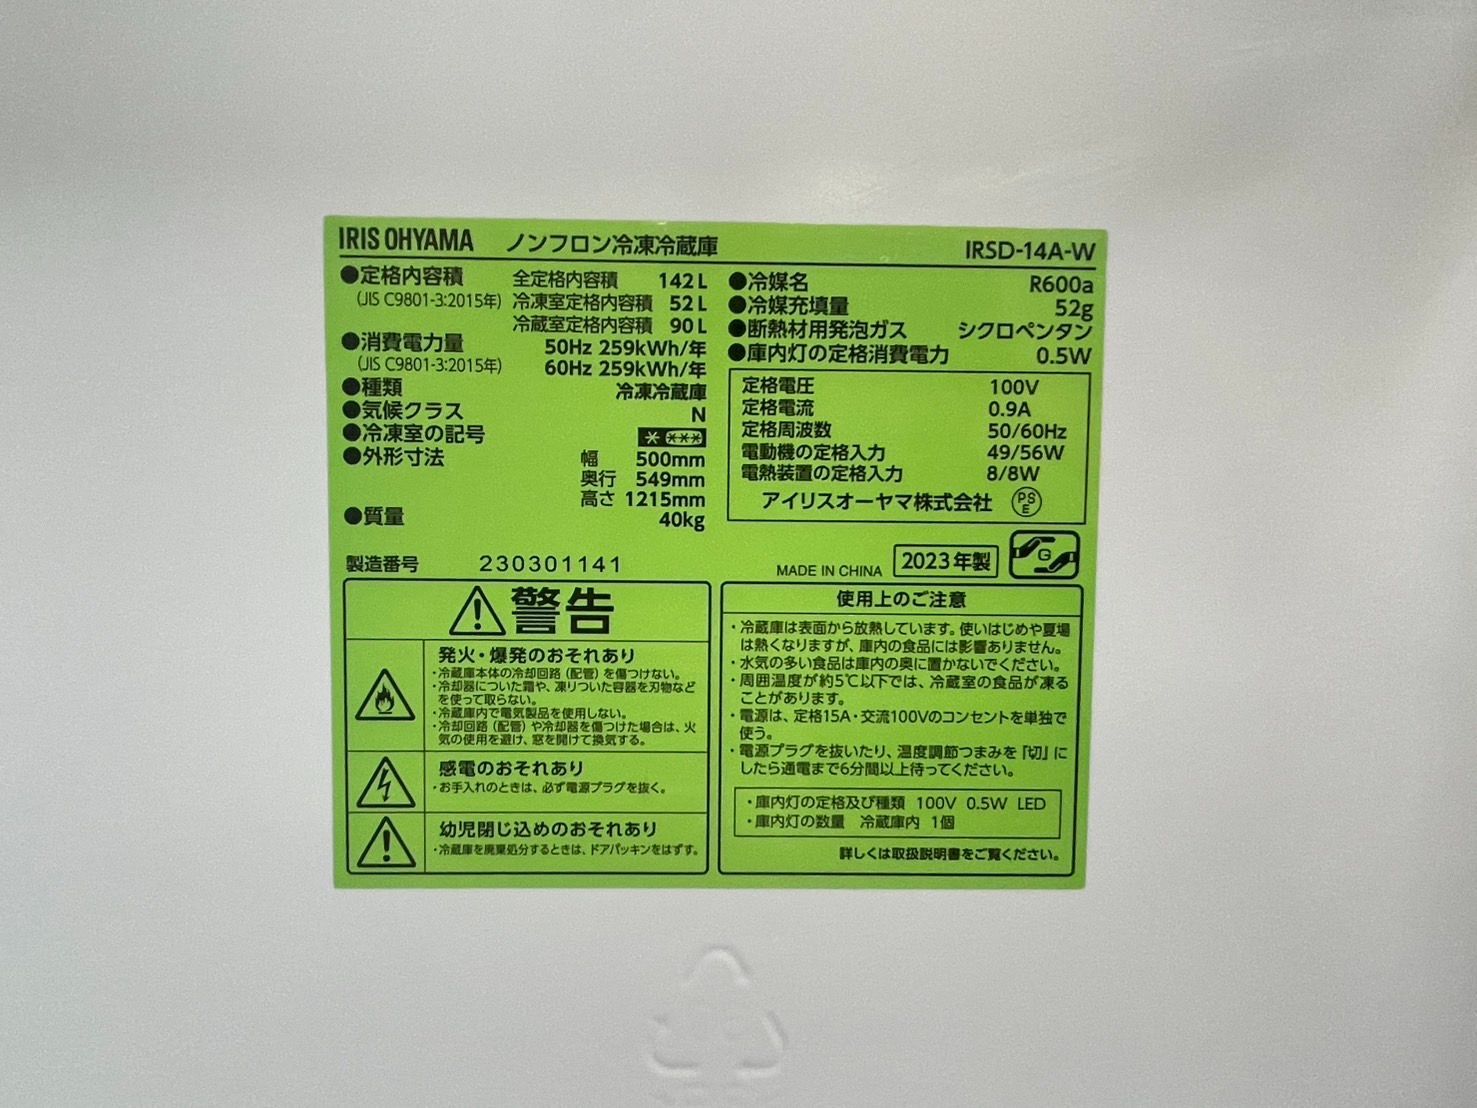 IRIS OHYAMA ノンフロン冷凍冷蔵庫 IRSD-14A-W
●定格内容積 全定格内容積 142L
(JIS C9801-3:2015年) 冷凍室定格内容積 52L
冷蔵室定格内容積 90L
●消費電力量 50Hz 259kWh/年
(JIS C9801-3:2015年) 60Hz 259kWh/年
●種類 冷凍冷蔵庫
●気候クラス N
●冷凍室の記号
●外形寸法 幅 500mm
奥行 549mm
高さ 1215mm
●質量 40kg
●冷媒名 R600a
●冷媒充填量 52g
●断熱材用発泡ガス シクロペンタン
●庫内灯の定格消費電力 0.5W
定格電圧 100V
定格電流 0.9A
定格周波数 50/60Hz
電動機の定格入力 49/56W
電熱装置の定格入力 8/8W
アイリスオーヤマ株式会社 PSE
製造番号 230301141
MADE IN CHINA 2023年製 G
警告
発火・爆発のおそれあり
・冷蔵庫本体の冷却回路(配管)を傷つけない。
・冷却器についた霜や、凍りついた容器を刃物など
を使って取らない。
・冷蔵庫内で電気製品を使用しない。
・冷却回路(配管)や冷却器を傷つけた場合は、火
気の使用を避け、窓を開けて換気する。
感電のおそれあり
・お手入れのときは、必ず電源プラグを抜く。
幼児閉じ込めのおそれあり
・冷蔵庫を廃棄処分するときは、ドアパッキンをはずす。
使用上のご注意
・冷蔵庫は表面から放熱しています。使いはじめや夏場
は熱くなりますが、庫内の食品には影響ありません。
・水気の多い食品は庫内の奥に置かないでください。
・周囲温度が約5℃以下では、冷蔵室の食品が凍る
ことがあります。
・電源は、定格15A・交流100Vのコンセントを単独で
使う。
・電源プラグを抜いたり、温度調節つまみを「切」に
したら通電まで6分間以上待ってください。
・庫内灯の定格及び種類 100V 0.5W LED
・庫内灯の数量 冷蔵庫内 1個
詳しくは取扱説明書をご覧ください。